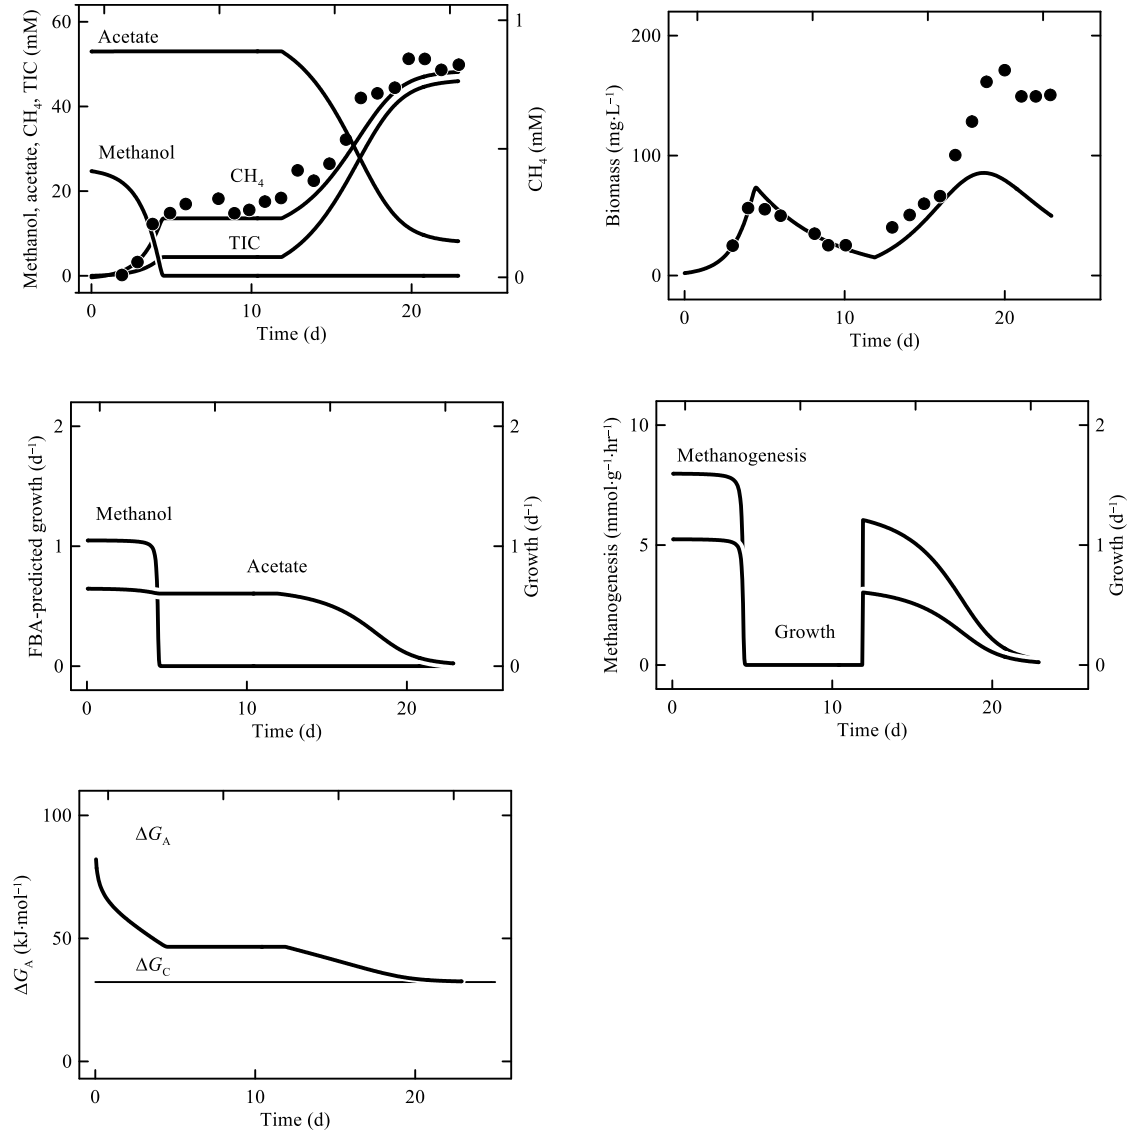 Methanol, acetate, CH₄, TIC (mM)
60
40
20
0
Acetate
Methanol
CH₄
TIC
1
0
CH₄ (mM)
0 10 20
Time (d)
Biomass (mg·L⁻¹)
200
100
0
0 10 20
Time (d)
FBA-predicted growth (d⁻¹)
2
1
0
Methanol
Acetate
2
1
0
Growth (d⁻¹)
0 10 20
Time (d)
Methanogenesis (mmol·g⁻¹·hr⁻¹)
10
5
0
Methanogenesis
Growth
2
1
0
Growth (d⁻¹)
0 10 20
Time (d)
ΔG_A (kJ·mol⁻¹)
100
50
0
ΔG_A
ΔG_C
0 10 20
Time (d)